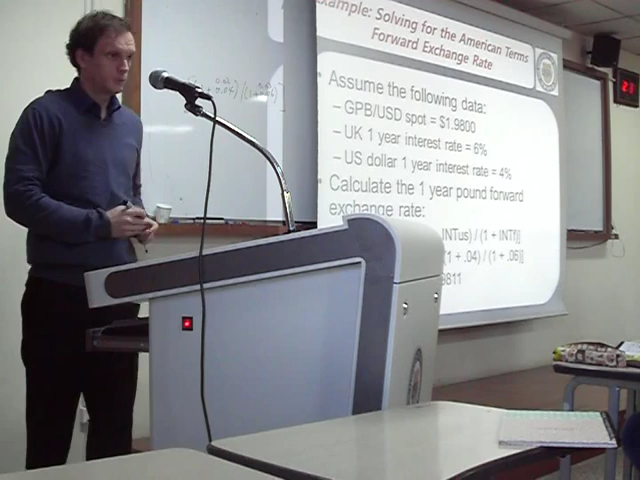 Example: Solving for the American Terms
Forward Exchange Rate
• Assume the following data:
– GPB/USD spot = $1.9800
– UK 1 year interest rate = 6%
– US dollar 1 year interest rate = 4%
• Calculate the 1 year pound forward
exchange rate:
INTus) / (1 + INTf)]
(1 + .04) / (1 + .06)]